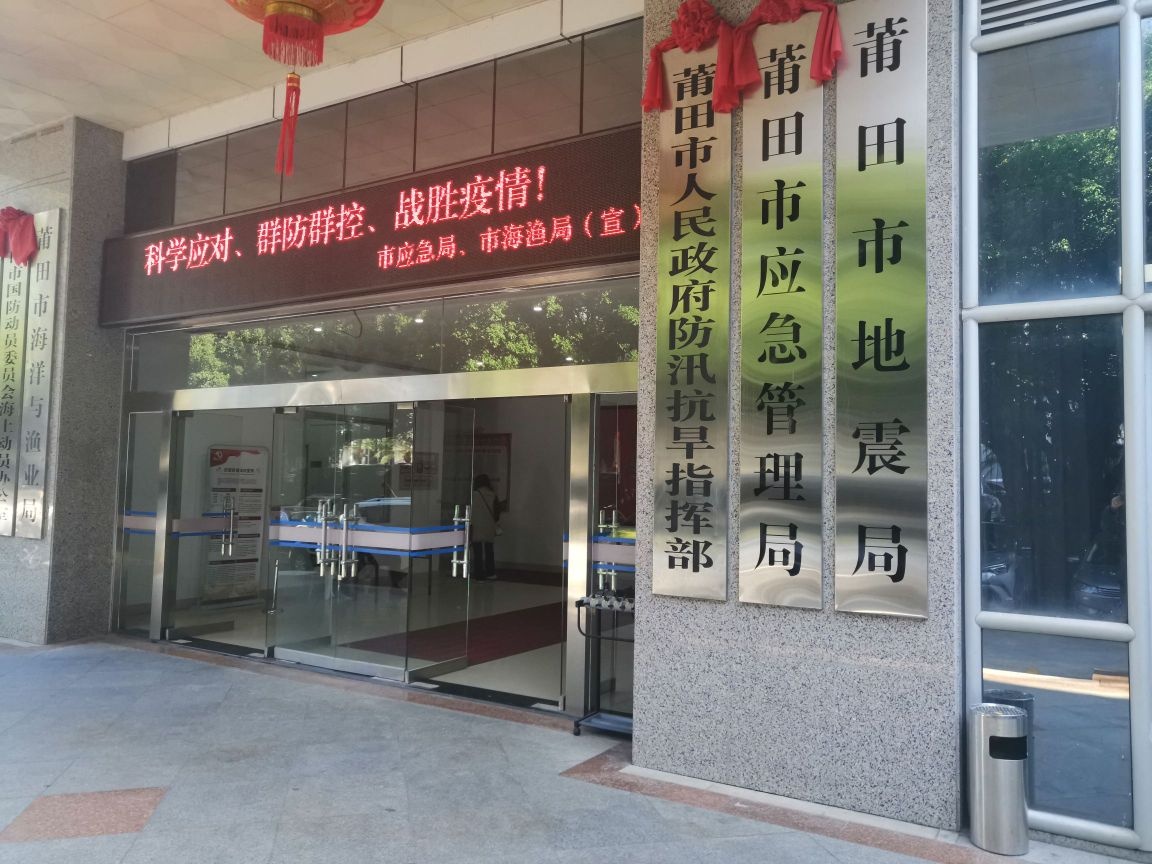 科学应对、群防群控、战胜疫情!
市应急局、市海渔局(宣)
莆田市海洋与渔业局
市国防动员委员会海上动员办公室
莆田市人民政府防汛抗旱指挥部
莆田市应急管理局
莆田市地震局